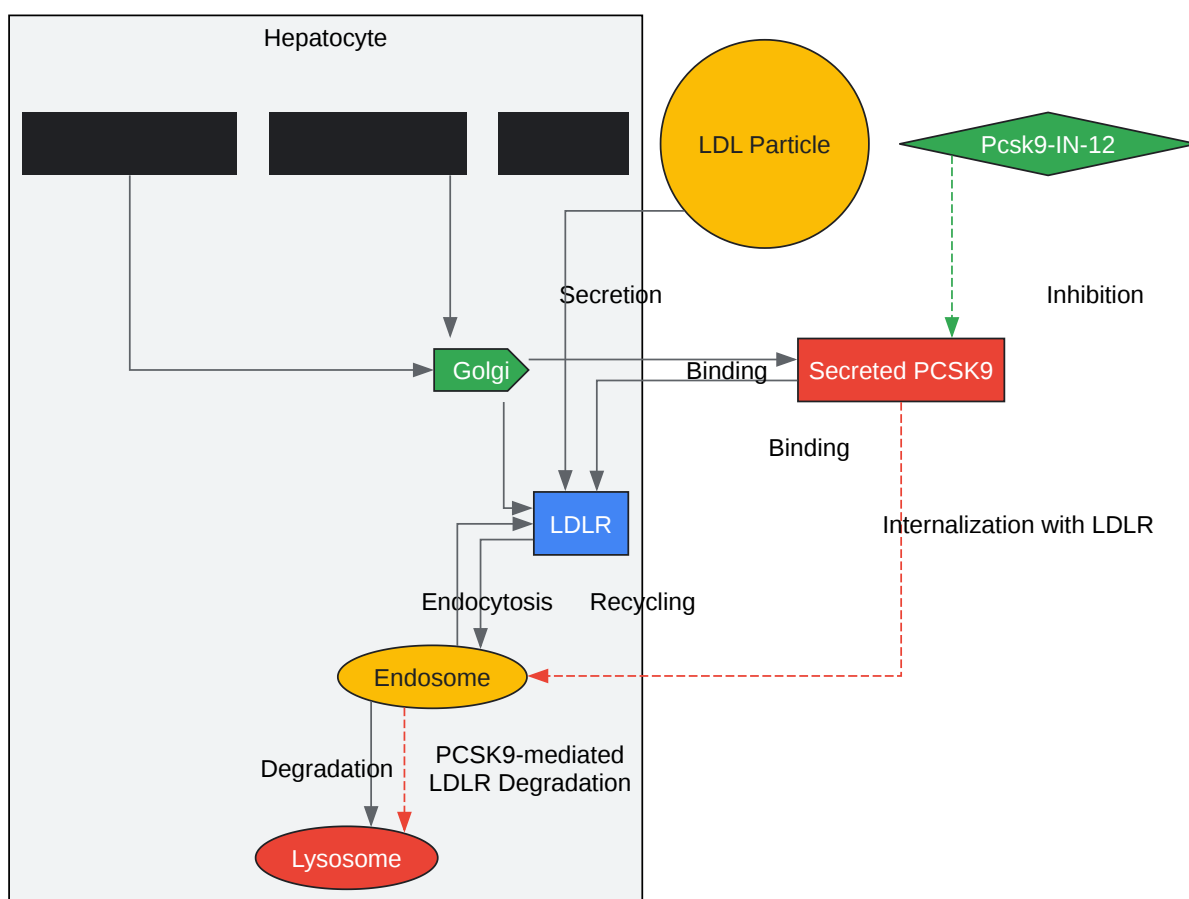 Hepatocyte
LDL Particle
Pcsk9-IN-12
Secretion
Inhibition
Golgi
Binding
Secreted PCSK9
Binding
LDLR
Internalization with LDLR
Endocytosis
Recycling
Endosome
PCSK9-mediated
LDLR Degradation
Degradation
Lysosome